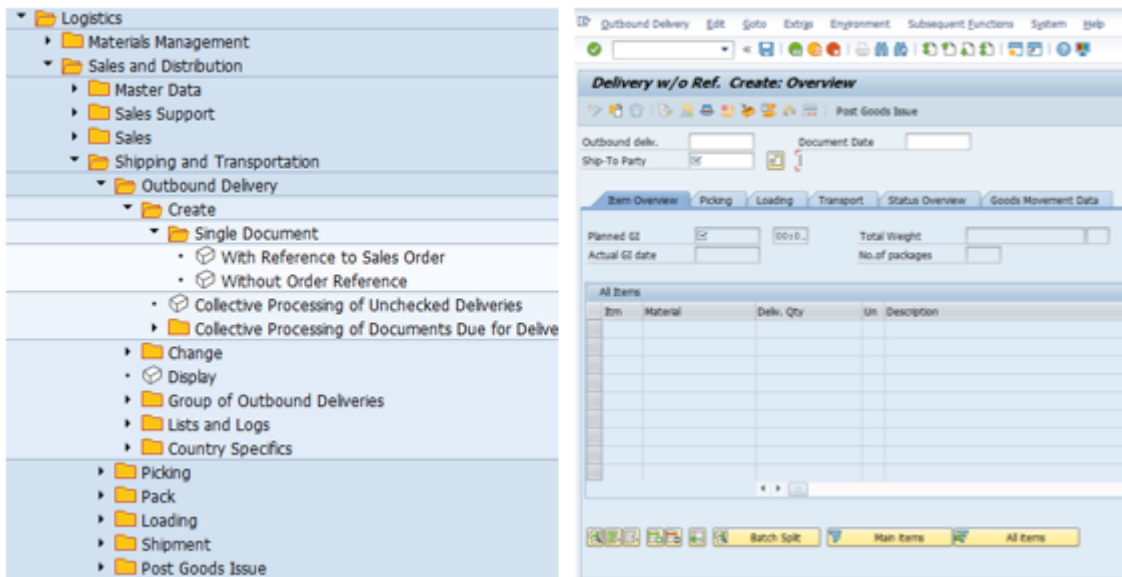 Logistics
Materials Management
Sales and Distribution
Master Data
Sales Support
Sales
Shipping and Transportation
Outbound Delivery
Create
Single Document
With Reference to Sales Order
Without Order Reference
Collective Processing of Unchecked Deliveries
Collective Processing of Documents Due for Delive
Change
Display
Group of Outbound Deliveries
Lists and Logs
Country Specifics
Picking
Pack
Loading
Shipment
Post Goods Issue
Outbound Delivery Edit Goto Extras Environment Subsequent Functions System Help
Delivery w/o Ref. Create: Overview
Post Goods Issue
Outbound deliv. Document Date
Ship-To Party
Item Overview Picking Loading Transport Status Overview Goods Movement Data
Planned GI 00:0.. Total Weight
Actual GI date No.of packages
All Items
Itm Material Deliv. Qty Un Description
Batch Split Main items All items